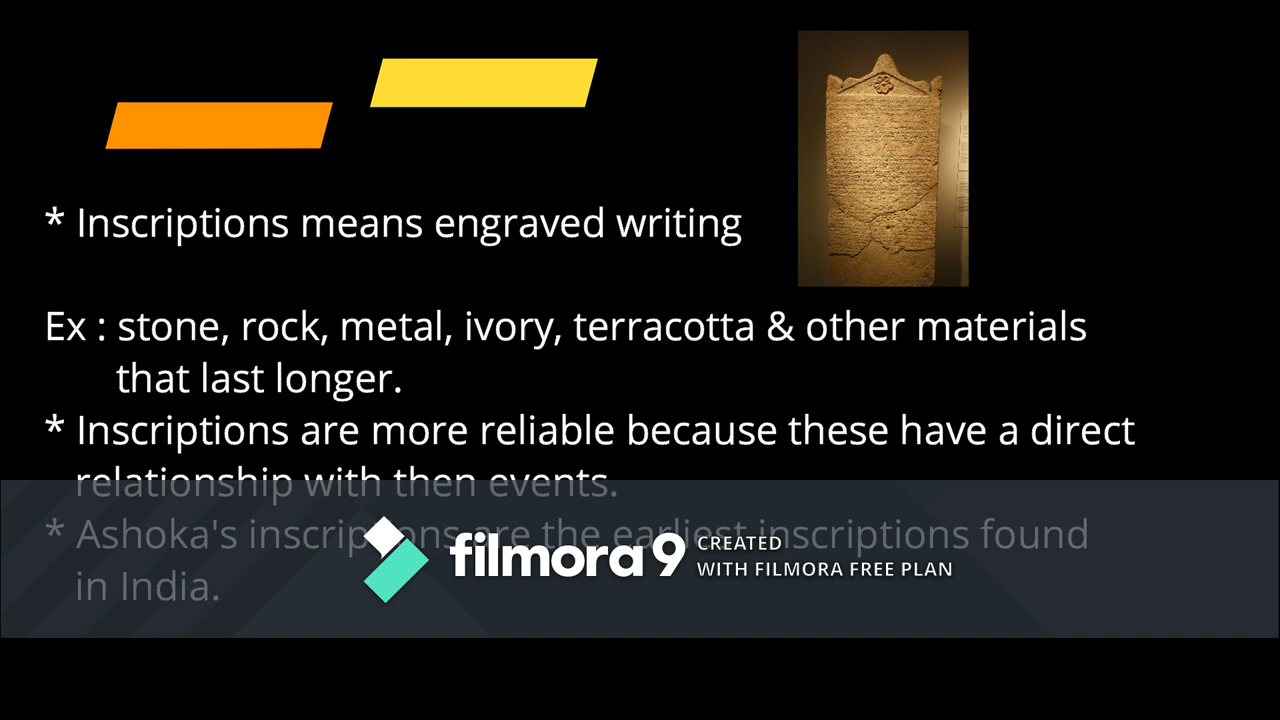 * Inscriptions means engraved writing
Ex : stone, rock, metal, ivory, terracotta & other materials
that last longer.
* Inscriptions are more reliable because these have a direct
relationship with then events.
* Ashoka's inscriptions are the earliest inscriptions found
in India.
filmora9
CREATED
WITH FILMORA FREE PLAN